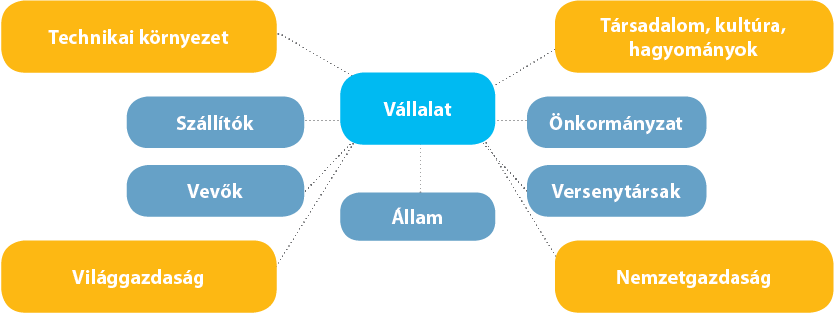 Technikai környezet
Társadalom, kultúra,
hagyományok
Vállalat
Szállítók
Önkormányzat
Vevők
Versenytársak
Állam
Világgazdaság
Nemzetgazdaság